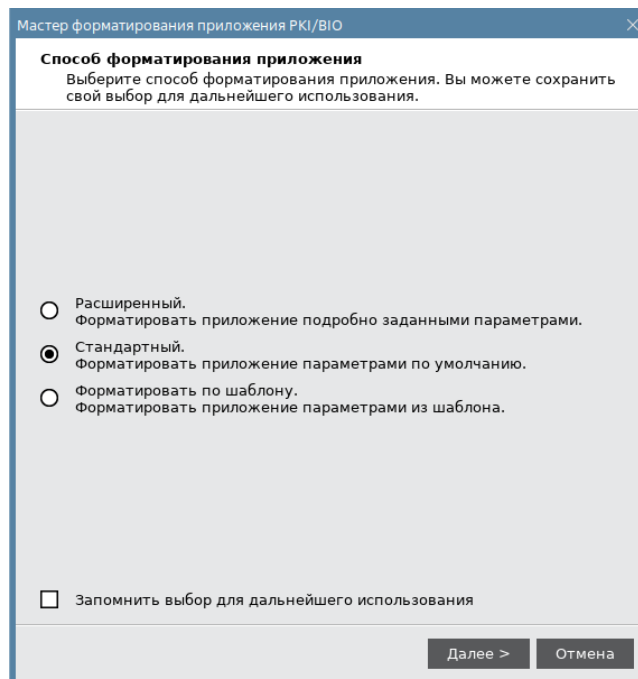 Мастер форматирования приложения PKI/BIO
Способ форматирования приложения
Выберите способ форматирования приложения. Вы можете сохранить
свой выбор для дальнейшего использования.
Расширенный.
Форматировать приложение подробно заданными параметрами.
Стандартный.
Форматировать приложение параметрами по умолчанию.
Форматировать по шаблону.
Форматировать приложение параметрами из шаблона.
Запомнить выбор для дальнейшего использования
Далее > Отмена